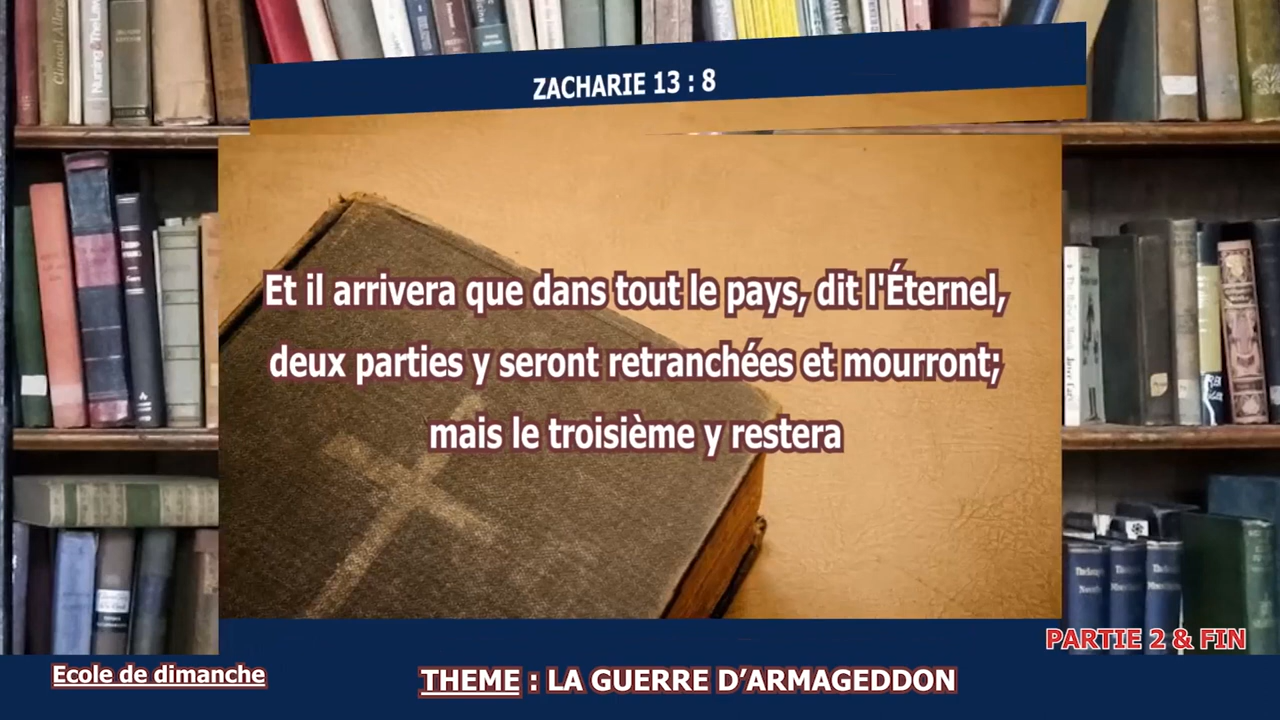 ZACHARIE 13 : 8
Et il arrivera que dans tout le pays, dit l'Éternel,
deux parties y seront retranchées et mourront;
mais le troisième y restera
PARTIE 2 & FIN
Ecole de dimanche
THEME : LA GUERRE D’ARMAGEDDON